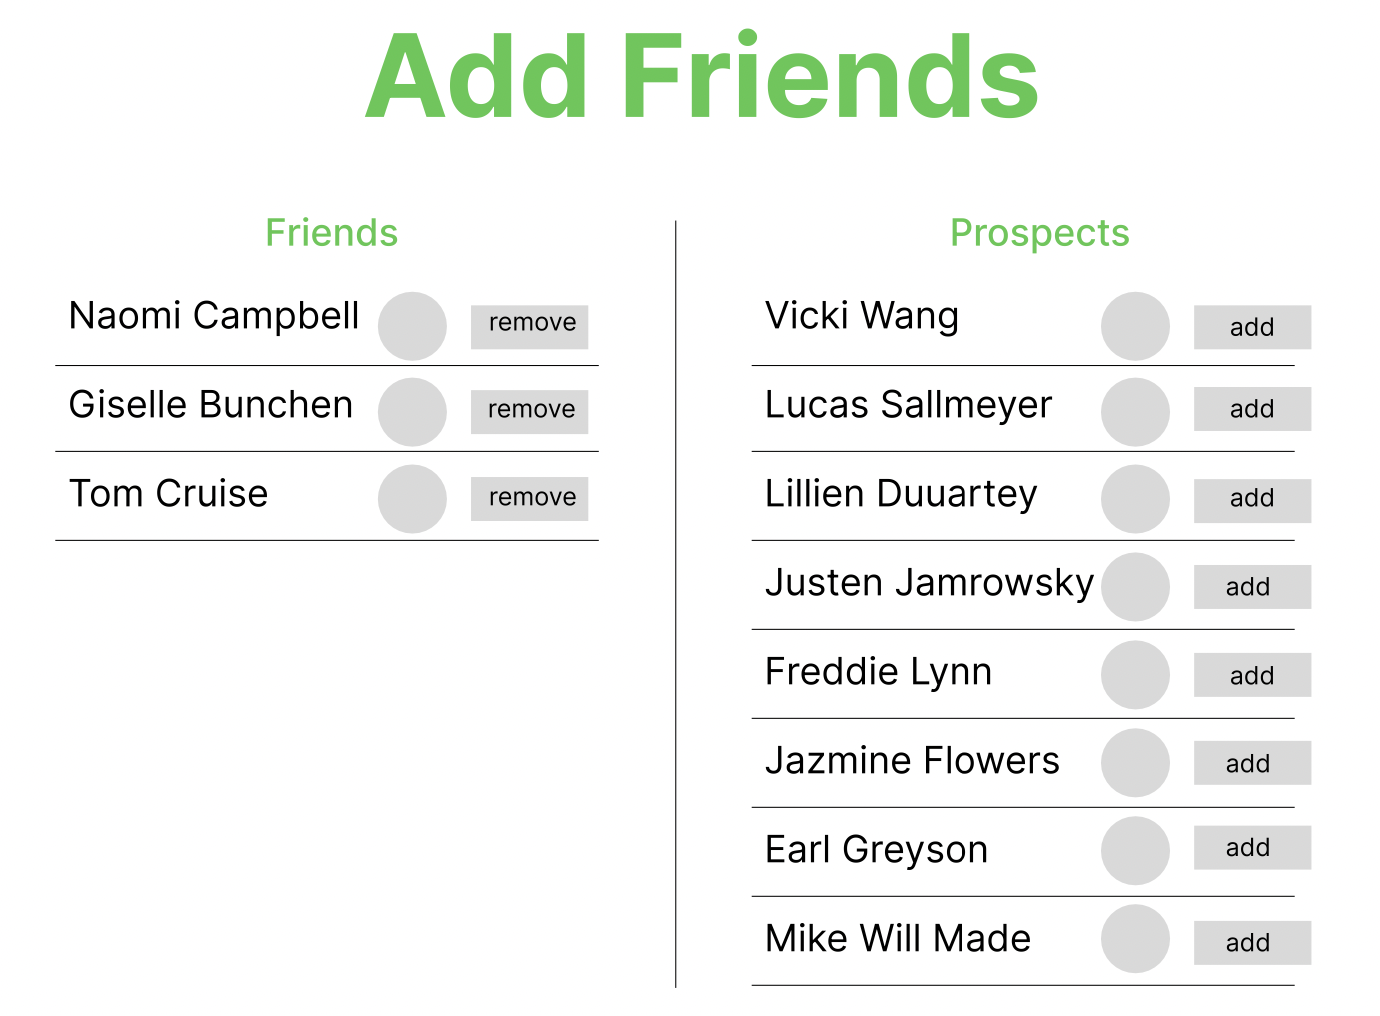 Add Friends
Friends
Naomi Campbell remove
Giselle Bunchen remove
Tom Cruise remove
Prospects
Vicki Wang add
Lucas Sallmeyer add
Lillien Duuartey add
Justen Jamrowsky add
Freddie Lynn add
Jazmine Flowers add
Earl Greyson add
Mike Will Made add